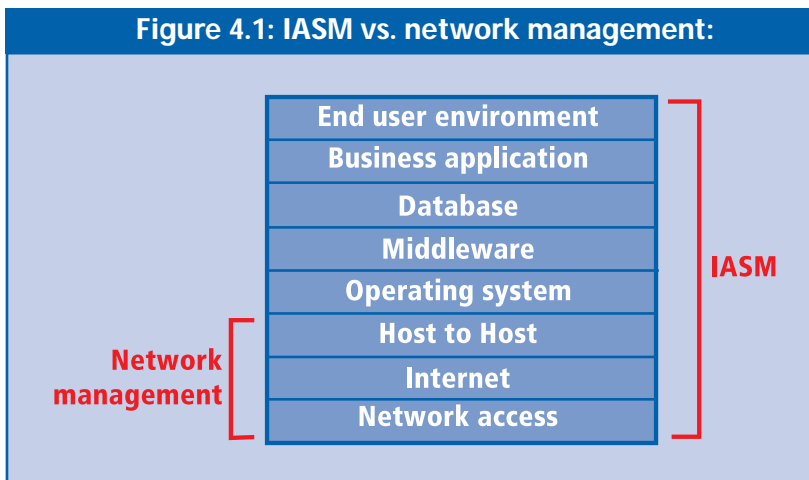 Figure 4.1: IASM vs. network management:
End user environment
Business application
Database
Middleware
Operating system
Host to Host
Internet
Network access
Network
management
IASM